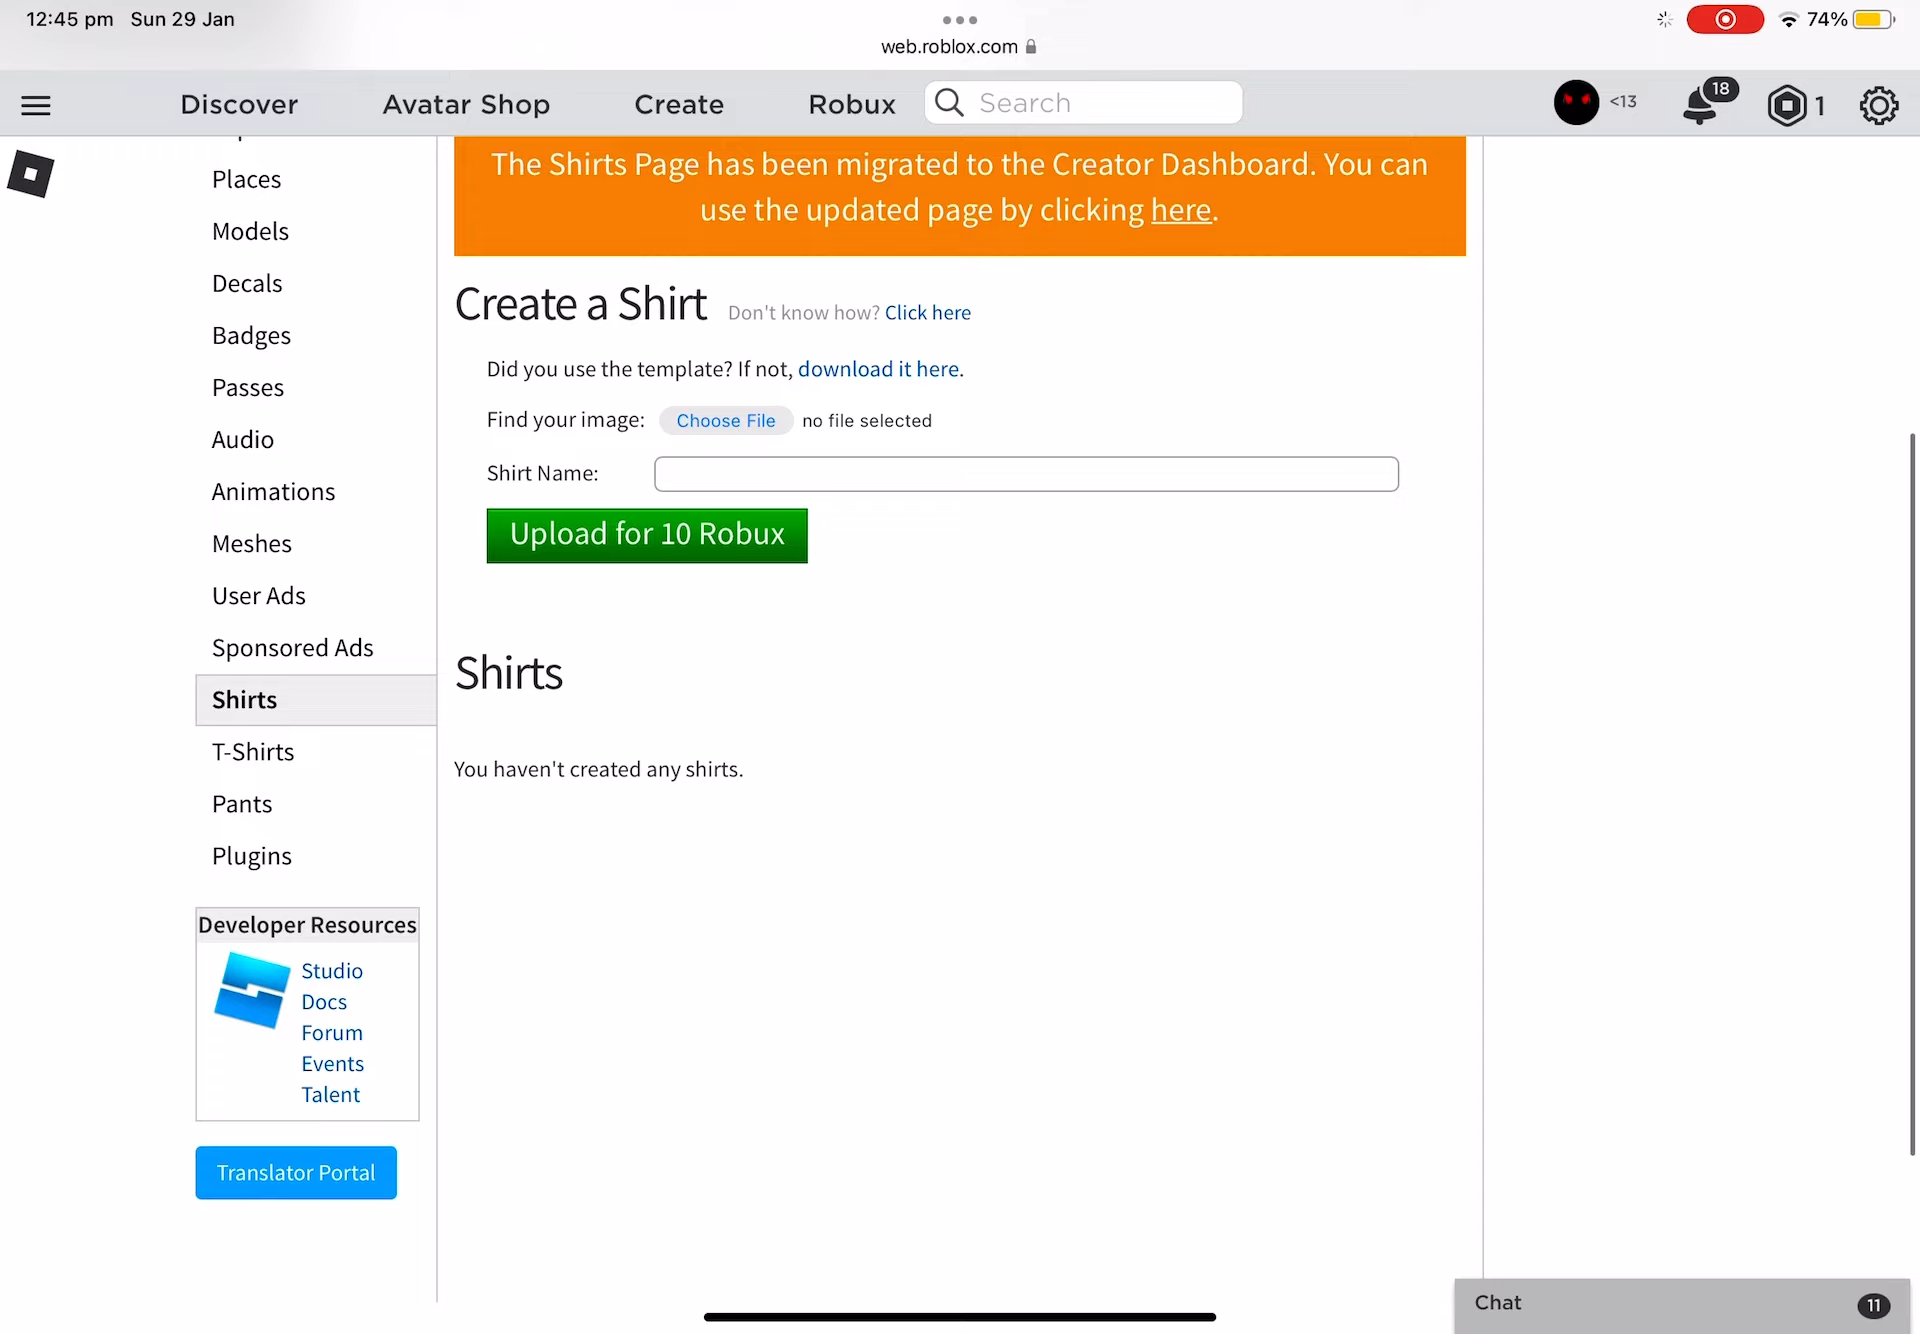 12:45 pm Sun 29 Jan
74%
web.roblox.com
Discover
Avatar Shop
Create
Robux
Search
<13
18
1
Places
Models
Decals
Badges
Passes
Audio
Animations
Meshes
User Ads
Sponsored Ads
Shirts
T-Shirts
Pants
Plugins
Developer Resources
Studio
Docs
Forum
Events
Talent
Translator Portal
The Shirts Page has been migrated to the Creator Dashboard. You can
use the updated page by clicking here.
Create a Shirt Don't know how? Click here
Did you use the template? If not, download it here.
Find your image: Choose File no file selected
Shirt Name:
Upload for 10 Robux
Shirts
You haven't created any shirts.
Chat
11